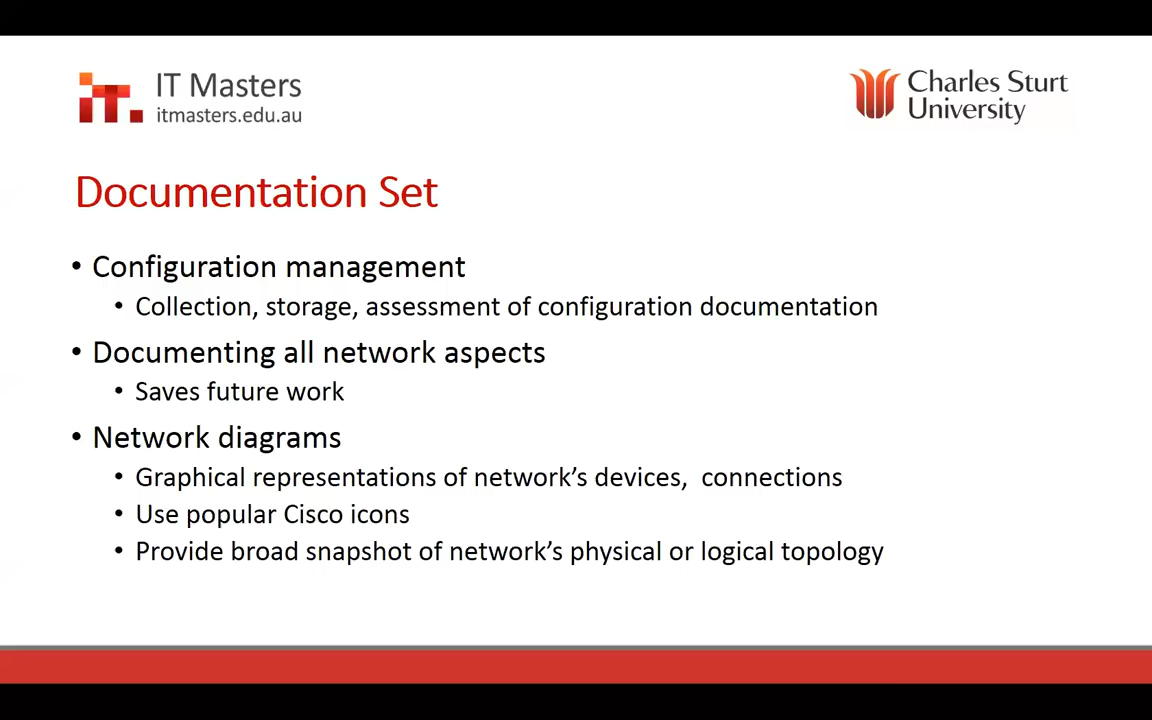 IT Masters
itmasters.edu.au
Charles Sturt
University
Documentation Set
• Configuration management
• Collection, storage, assessment of configuration documentation
• Documenting all network aspects
• Saves future work
• Network diagrams
• Graphical representations of network’s devices,  connections
• Use popular Cisco icons
• Provide broad snapshot of network’s physical or logical topology